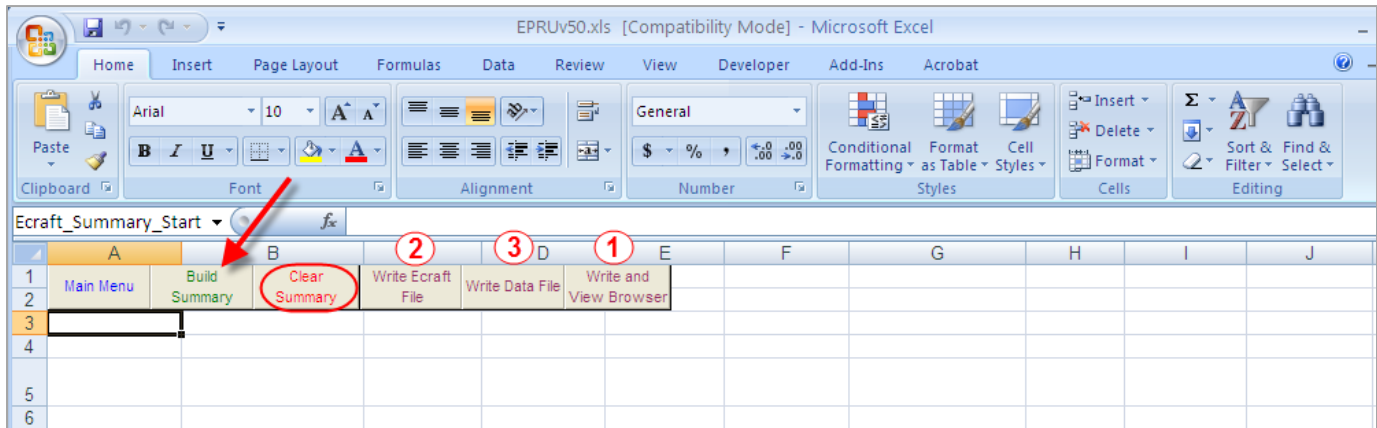 EPRUv50.xls [Compatibility Mode] - Microsoft Excel
Home Insert Page Layout Formulas Data Review View Developer Add-Ins Acrobat
Paste
Arial 10 A A
B I U A
General
$ % , .0 .00 .00 .0
Conditional Formatting
Format as Table
Cell Styles
Insert
Delete
Format
Σ
A Z
Sort & Filter
Find & Select
Clipboard Font Alignment Number Styles Cells Editing
Ecraft_Summary_Start fx
A B D E F G H I J
2 3 1
1 2 3 4 5 6
Main Menu
Build
Summary
Clear
Summary
Write Ecraft
File
Write Data File
Write and
View Browser